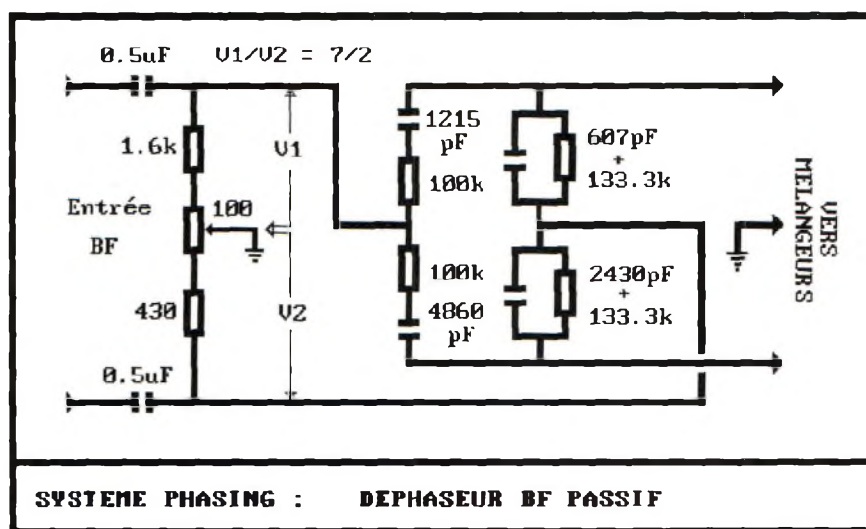 0.5uF
V1/V2 = 7/2
1.6k
V1
1215
pF
607pF
+
133.3k
100k
Entrée
BF
100
VERS
MELANGEURS
100k
4860
pF
2430pF
+
133.3k
430
V2
0.5uF
SYSTEME PHASING : DEPHASEUR BF PASSIF